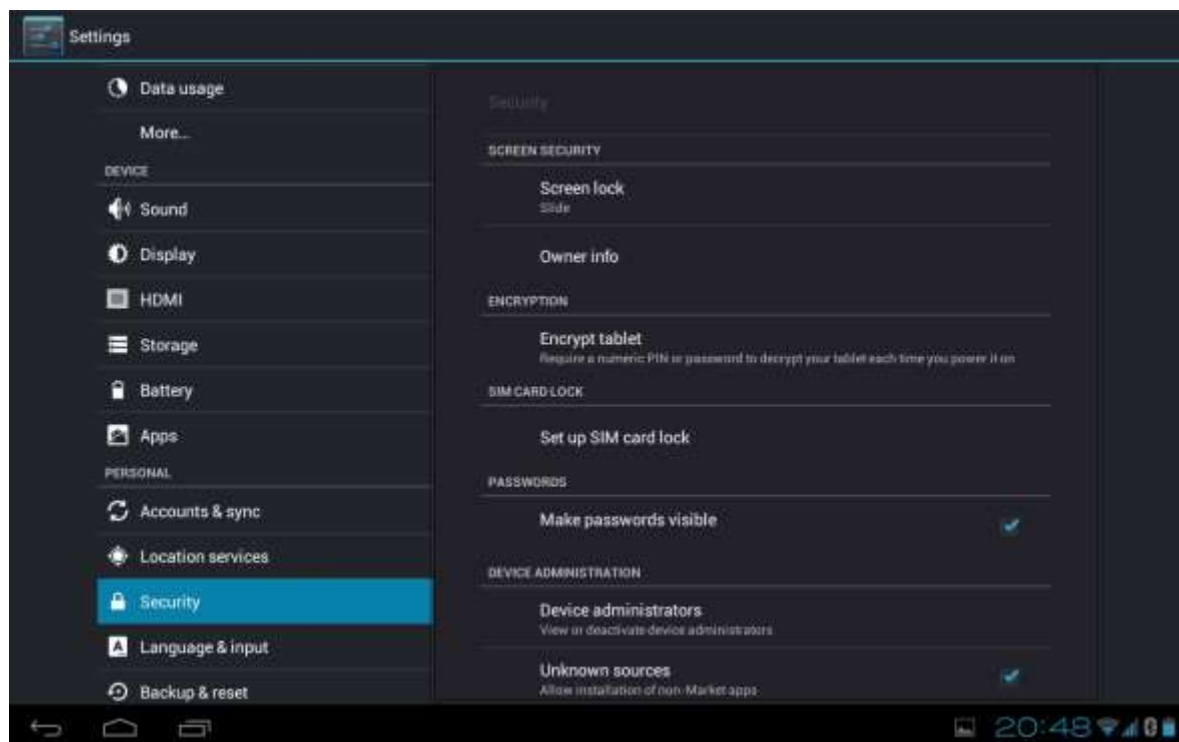 Settings
Data usage
More...
DEVICE
Sound
Display
HDMI
Storage
Battery
Apps
PERSONAL
Accounts & sync
Location services
Security
Language & input
Backup & reset
Security
SCREEN SECURITY
Screen lock
Slide
Owner info
ENCRYPTION
Encrypt tablet
Require a numeric PIN or password to decrypt your tablet each time you power it on
SIM CARD LOCK
Set up SIM card lock
PASSWORDS
Make passwords visible
DEVICE ADMINISTRATION
Device administrators
View or deactivate device administrators
Unknown sources
Allow installation of non-Market apps
20:48